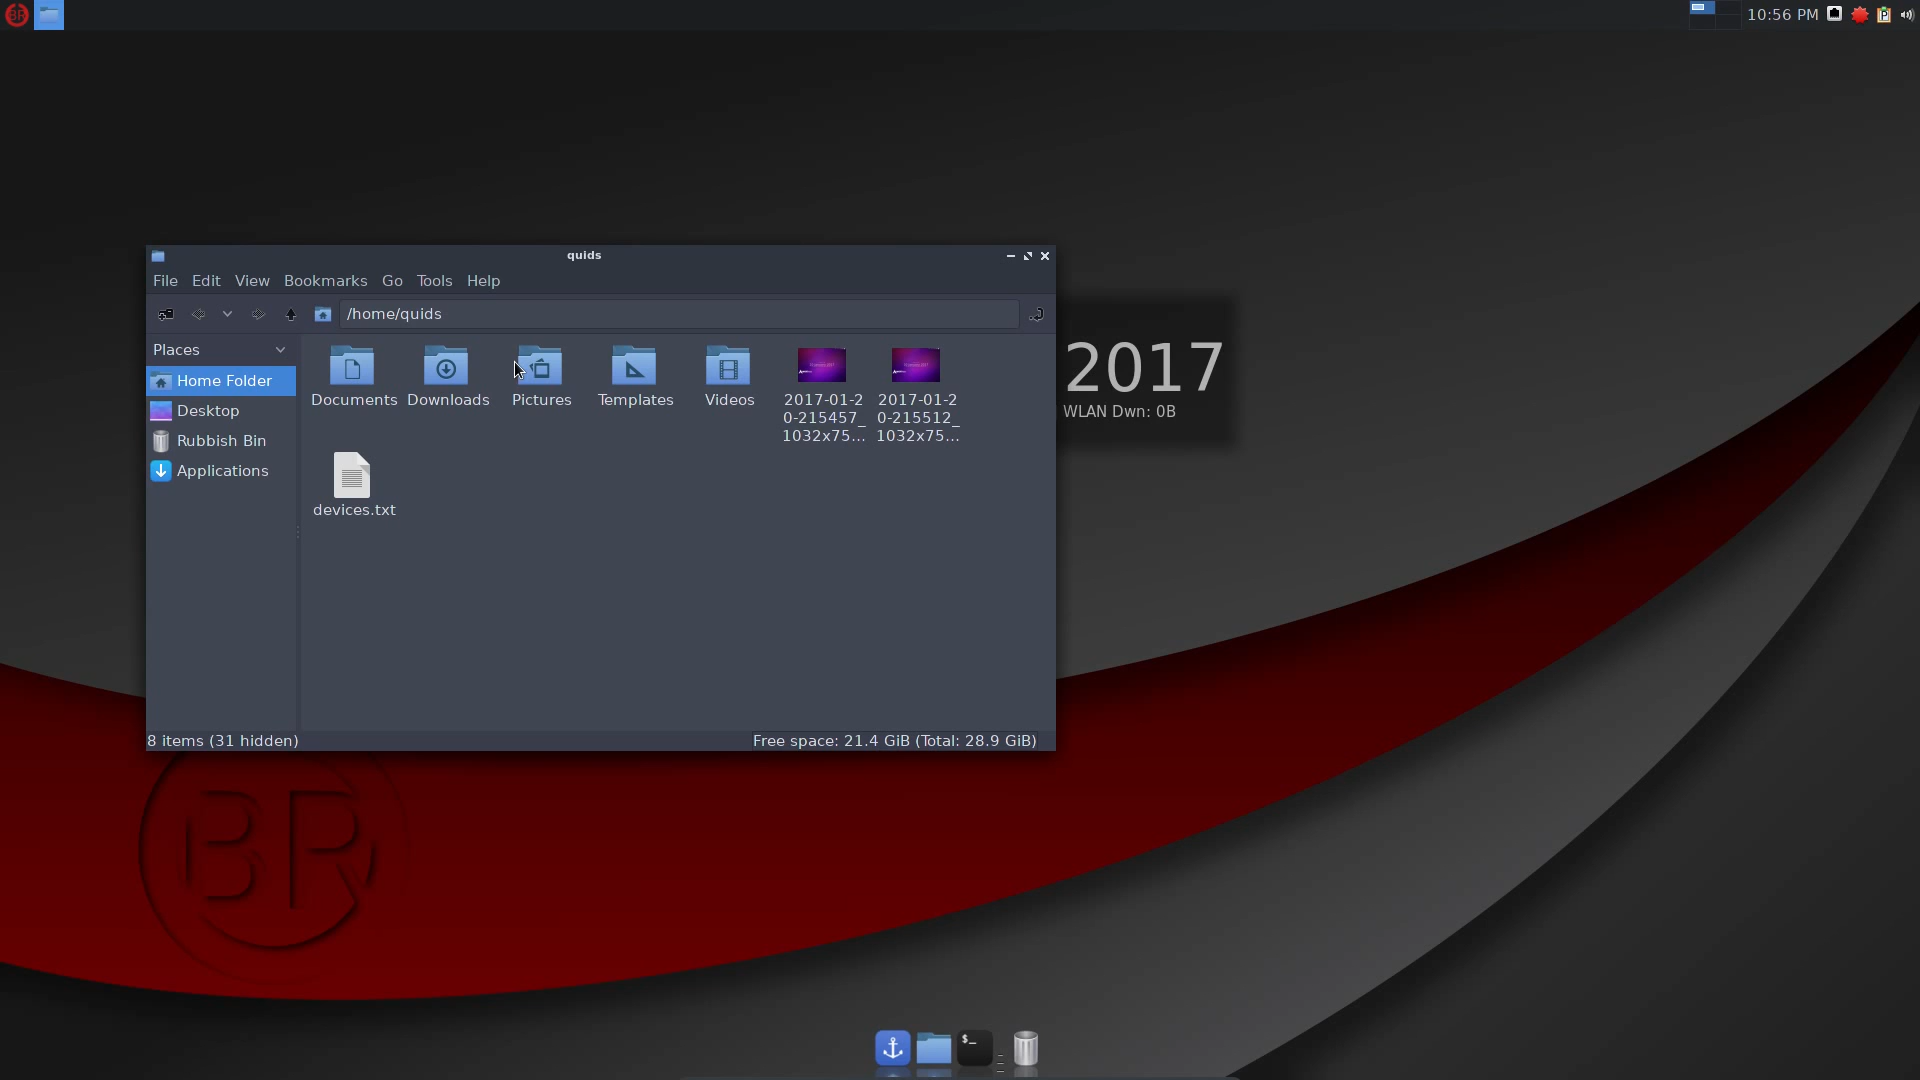 BR
10:56 PM
quids
File Edit View Bookmarks Go Tools Help
/home/quids
Places
Home Folder
Desktop
Rubbish Bin
Applications
Documents
Downloads
Pictures
Templates
Videos
2017-01-2
0-215457_
1032x75...
2017-01-2
0-215512_
1032x75...
devices.txt
8 items (31 hidden)
Free space: 21.4 GiB (Total: 28.9 GiB)
2017
WLAN Dwn: 0B
BR
$_